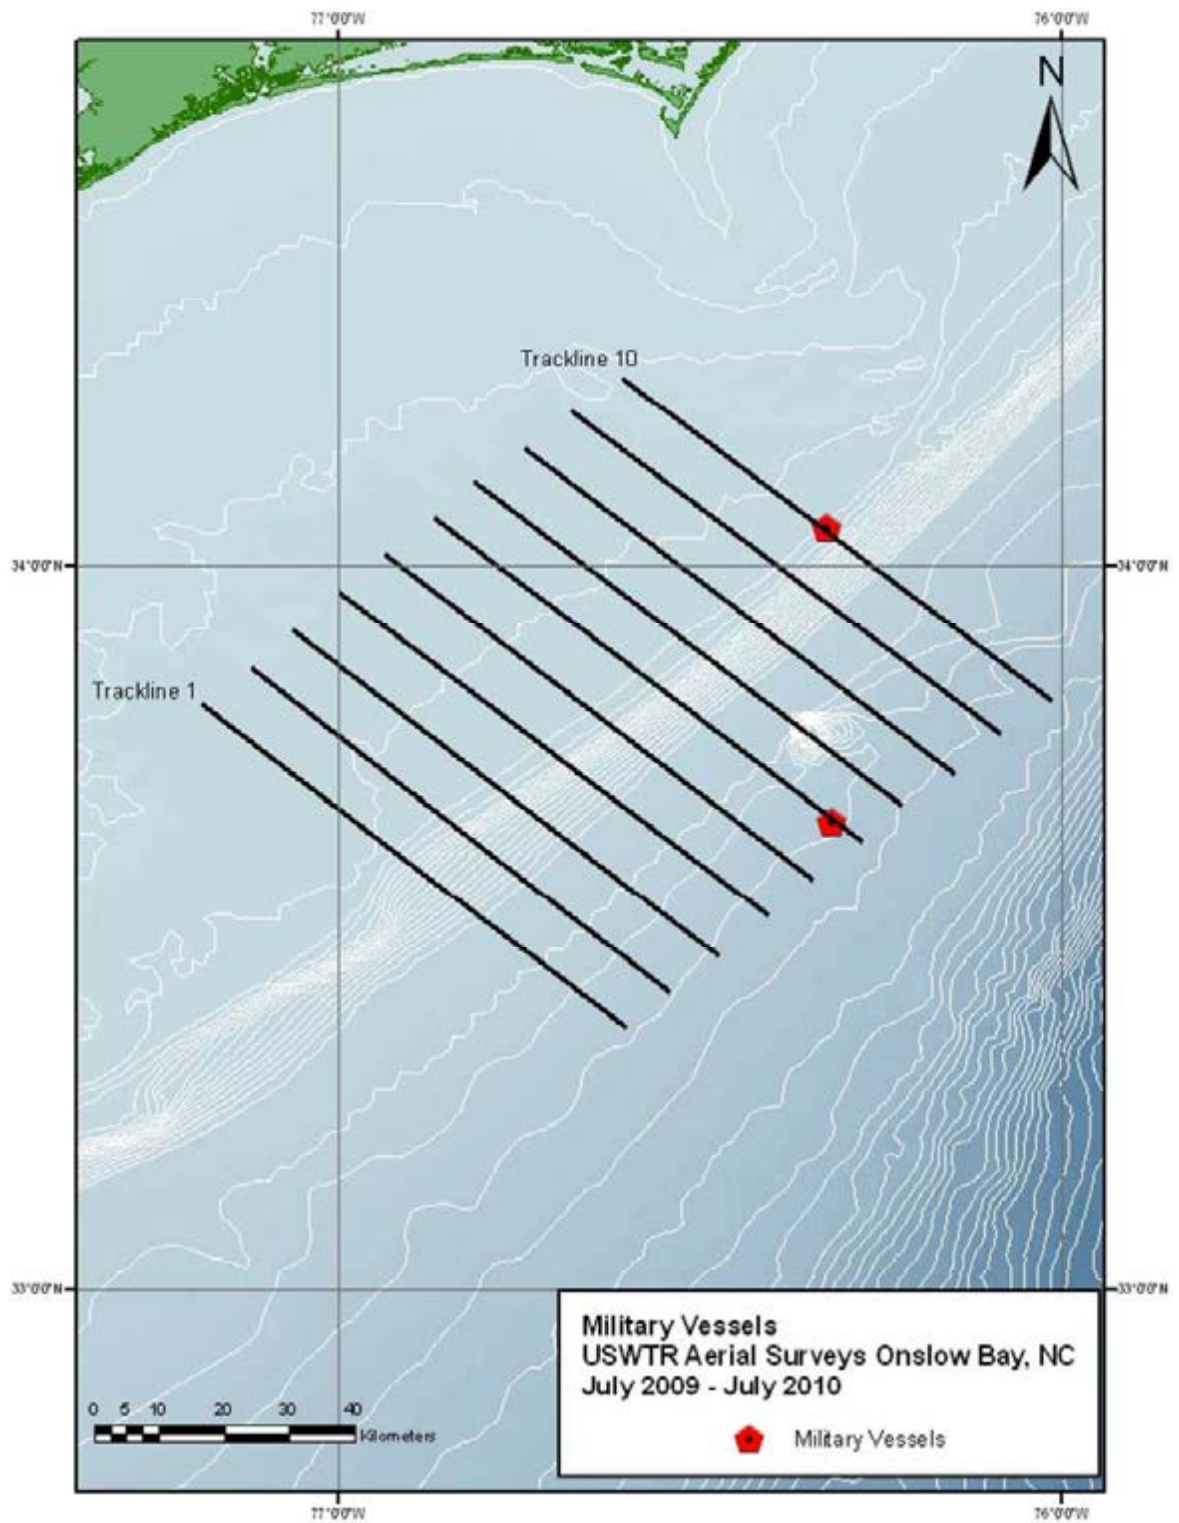 77°0'0"W 76°0'0"W
N
Trackline 10
34°0'0"N 34°0'0"N
Trackline 1
33°0'0"N 33°0'0"N
Military Vessels
USWTR Aerial Surveys Onslow Bay, NC
July 2009 - July 2010
Military Vessels
0 5 10 20 30 40
Kilometers
77°0'0"W 76°0'0"W